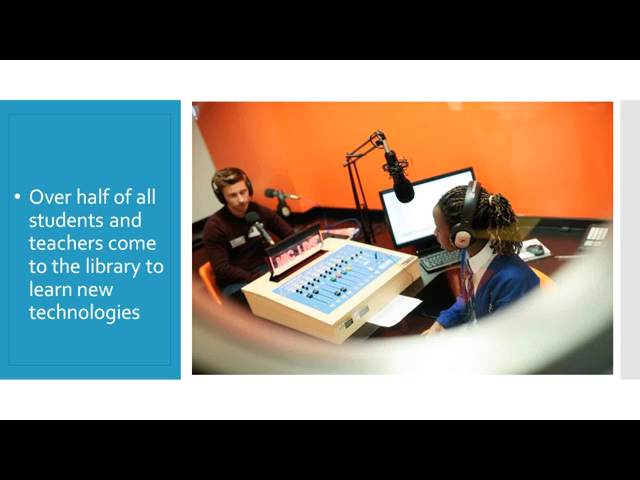 • Over half of all
students and
teachers come
to the library to
learn new
technologies